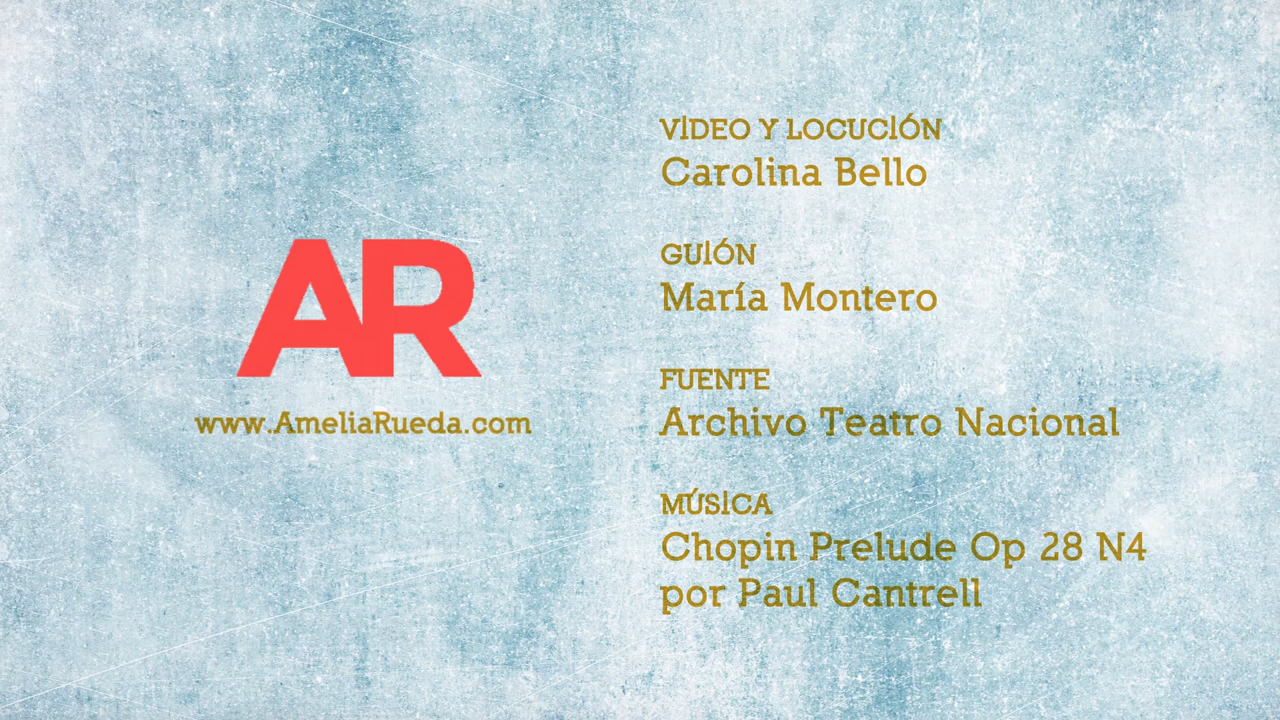 AR
www.AmeliaRueda.com
VIDEO Y LOCUCIÓN
Carolina Bello
GUIÓN
María Montero
FUENTE
Archivo Teatro Nacional
MÚSICA
Chopin Prelude Op 28 N4
por Paul Cantrell